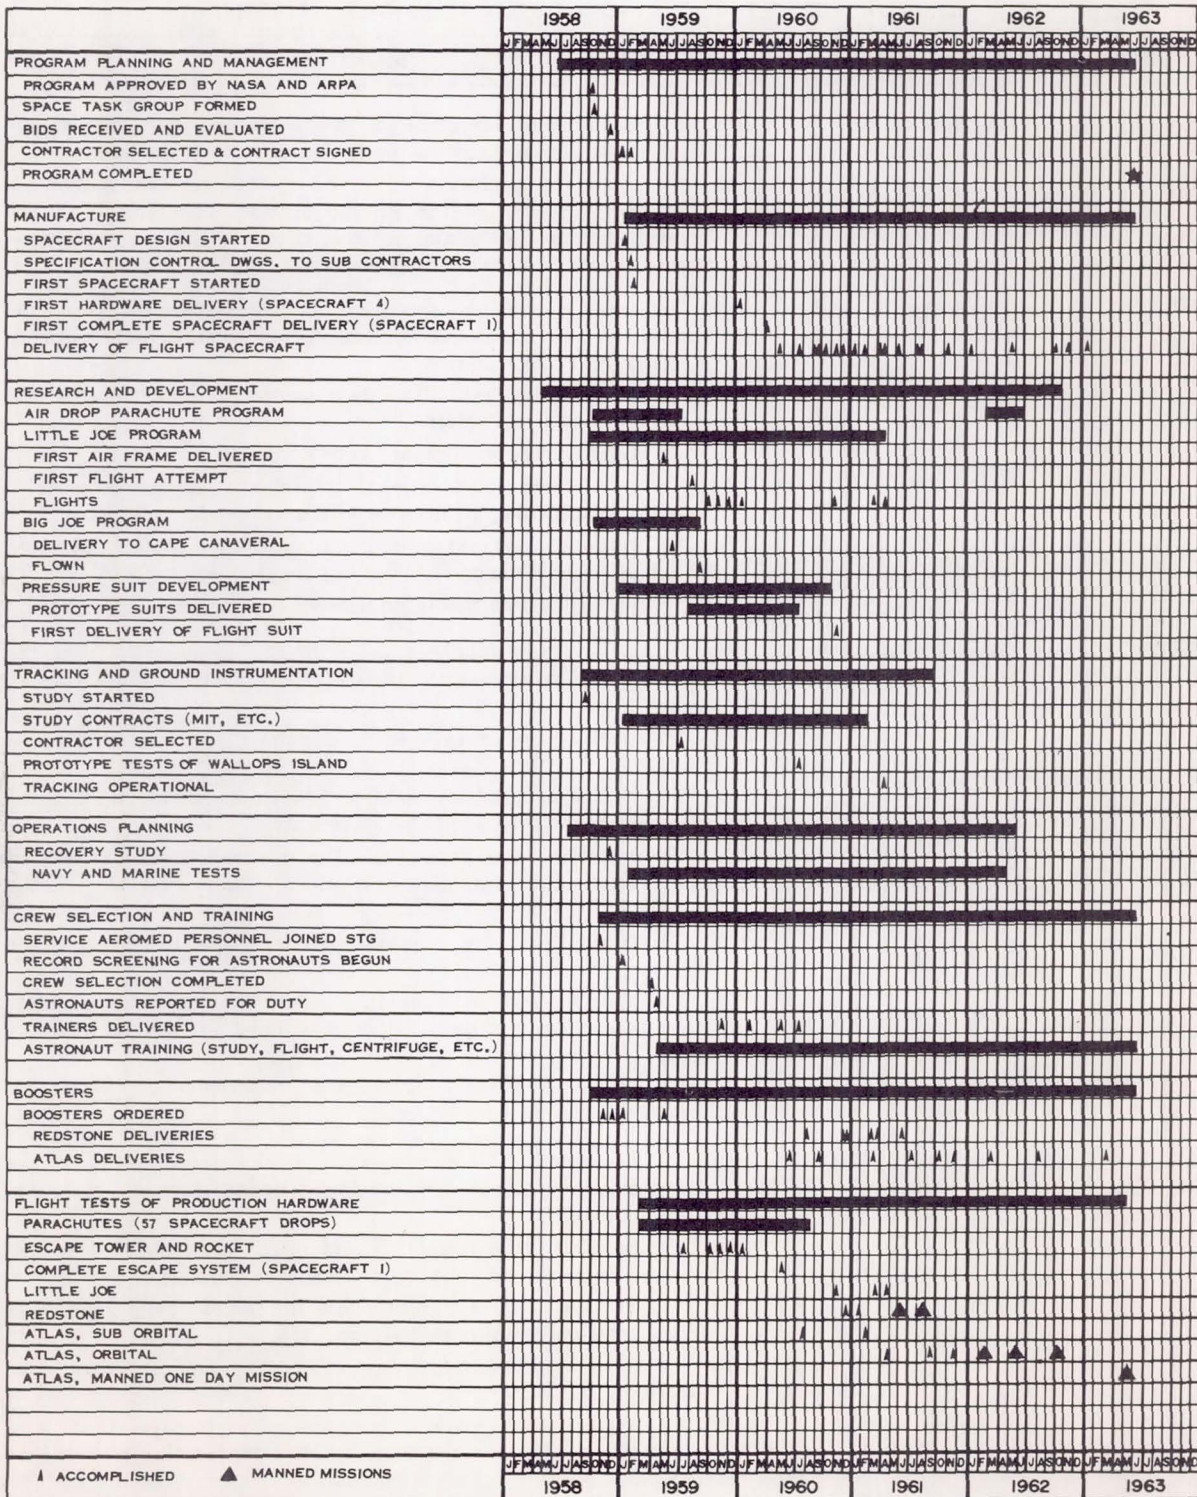 1958 1959 1960 1961 1962 1963
J F M A M J J A S O N D J F M A M J J A S O N D J F M A M J J A S O N D J F M A M J J A S O N D J F M A M J J A S O N D J F M A M J J A S O N D
PROGRAM PLANNING AND MANAGEMENT
PROGRAM APPROVED BY NASA AND ARPA
SPACE TASK GROUP FORMED
BIDS RECEIVED AND EVALUATED
CONTRACTOR SELECTED & CONTRACT SIGNED
PROGRAM COMPLETED
MANUFACTURE
SPACECRAFT DESIGN STARTED
SPECIFICATION CONTROL DWGS. TO SUB CONTRACTORS
FIRST SPACECRAFT STARTED
FIRST HARDWARE DELIVERY (SPACECRAFT 4)
FIRST COMPLETE SPACECRAFT DELIVERY (SPACECRAFT I)
DELIVERY OF FLIGHT SPACECRAFT
RESEARCH AND DEVELOPMENT
AIR DROP PARACHUTE PROGRAM
LITTLE JOE PROGRAM
FIRST AIR FRAME DELIVERED
FIRST FLIGHT ATTEMPT
FLIGHTS
BIG JOE PROGRAM
DELIVERY TO CAPE CANAVERAL
FLOWN
PRESSURE SUIT DEVELOPMENT
PROTOTYPE SUITS DELIVERED
FIRST DELIVERY OF FLIGHT SUIT
TRACKING AND GROUND INSTRUMENTATION
STUDY STARTED
STUDY CONTRACTS (MIT, ETC.)
CONTRACTOR SELECTED
PROTOTYPE TESTS OF WALLOPS ISLAND
TRACKING OPERATIONAL
OPERATIONS PLANNING
RECOVERY STUDY
NAVY AND MARINE TESTS
CREW SELECTION AND TRAINING
SERVICE AEROMED PERSONNEL JOINED STG
RECORD SCREENING FOR ASTRONAUTS BEGUN
CREW SELECTION COMPLETED
ASTRONAUTS REPORTED FOR DUTY
TRAINERS DELIVERED
ASTRONAUT TRAINING (STUDY, FLIGHT, CENTRIFUGE, ETC.)
BOOSTERS
BOOSTERS ORDERED
REDSTONE DELIVERIES
ATLAS DELIVERIES
FLIGHT TESTS OF PRODUCTION HARDWARE
PARACHUTES (57 SPACECRAFT DROPS)
ESCAPE TOWER AND ROCKET
COMPLETE ESCAPE SYSTEM (SPACECRAFT I)
LITTLE JOE
REDSTONE
ATLAS, SUB ORBITAL
ATLAS, ORBITAL
ATLAS, MANNED ONE DAY MISSION
ACCOMPLISHED MANNED MISSIONS
J F M A M J J A S O N D J F M A M J J A S O N D J F M A M J J A S O N D J F M A M J J A S O N D J F M A M J J A S O N D J F M A M J J A S O N D
1958 1959 1960 1961 1962 1963